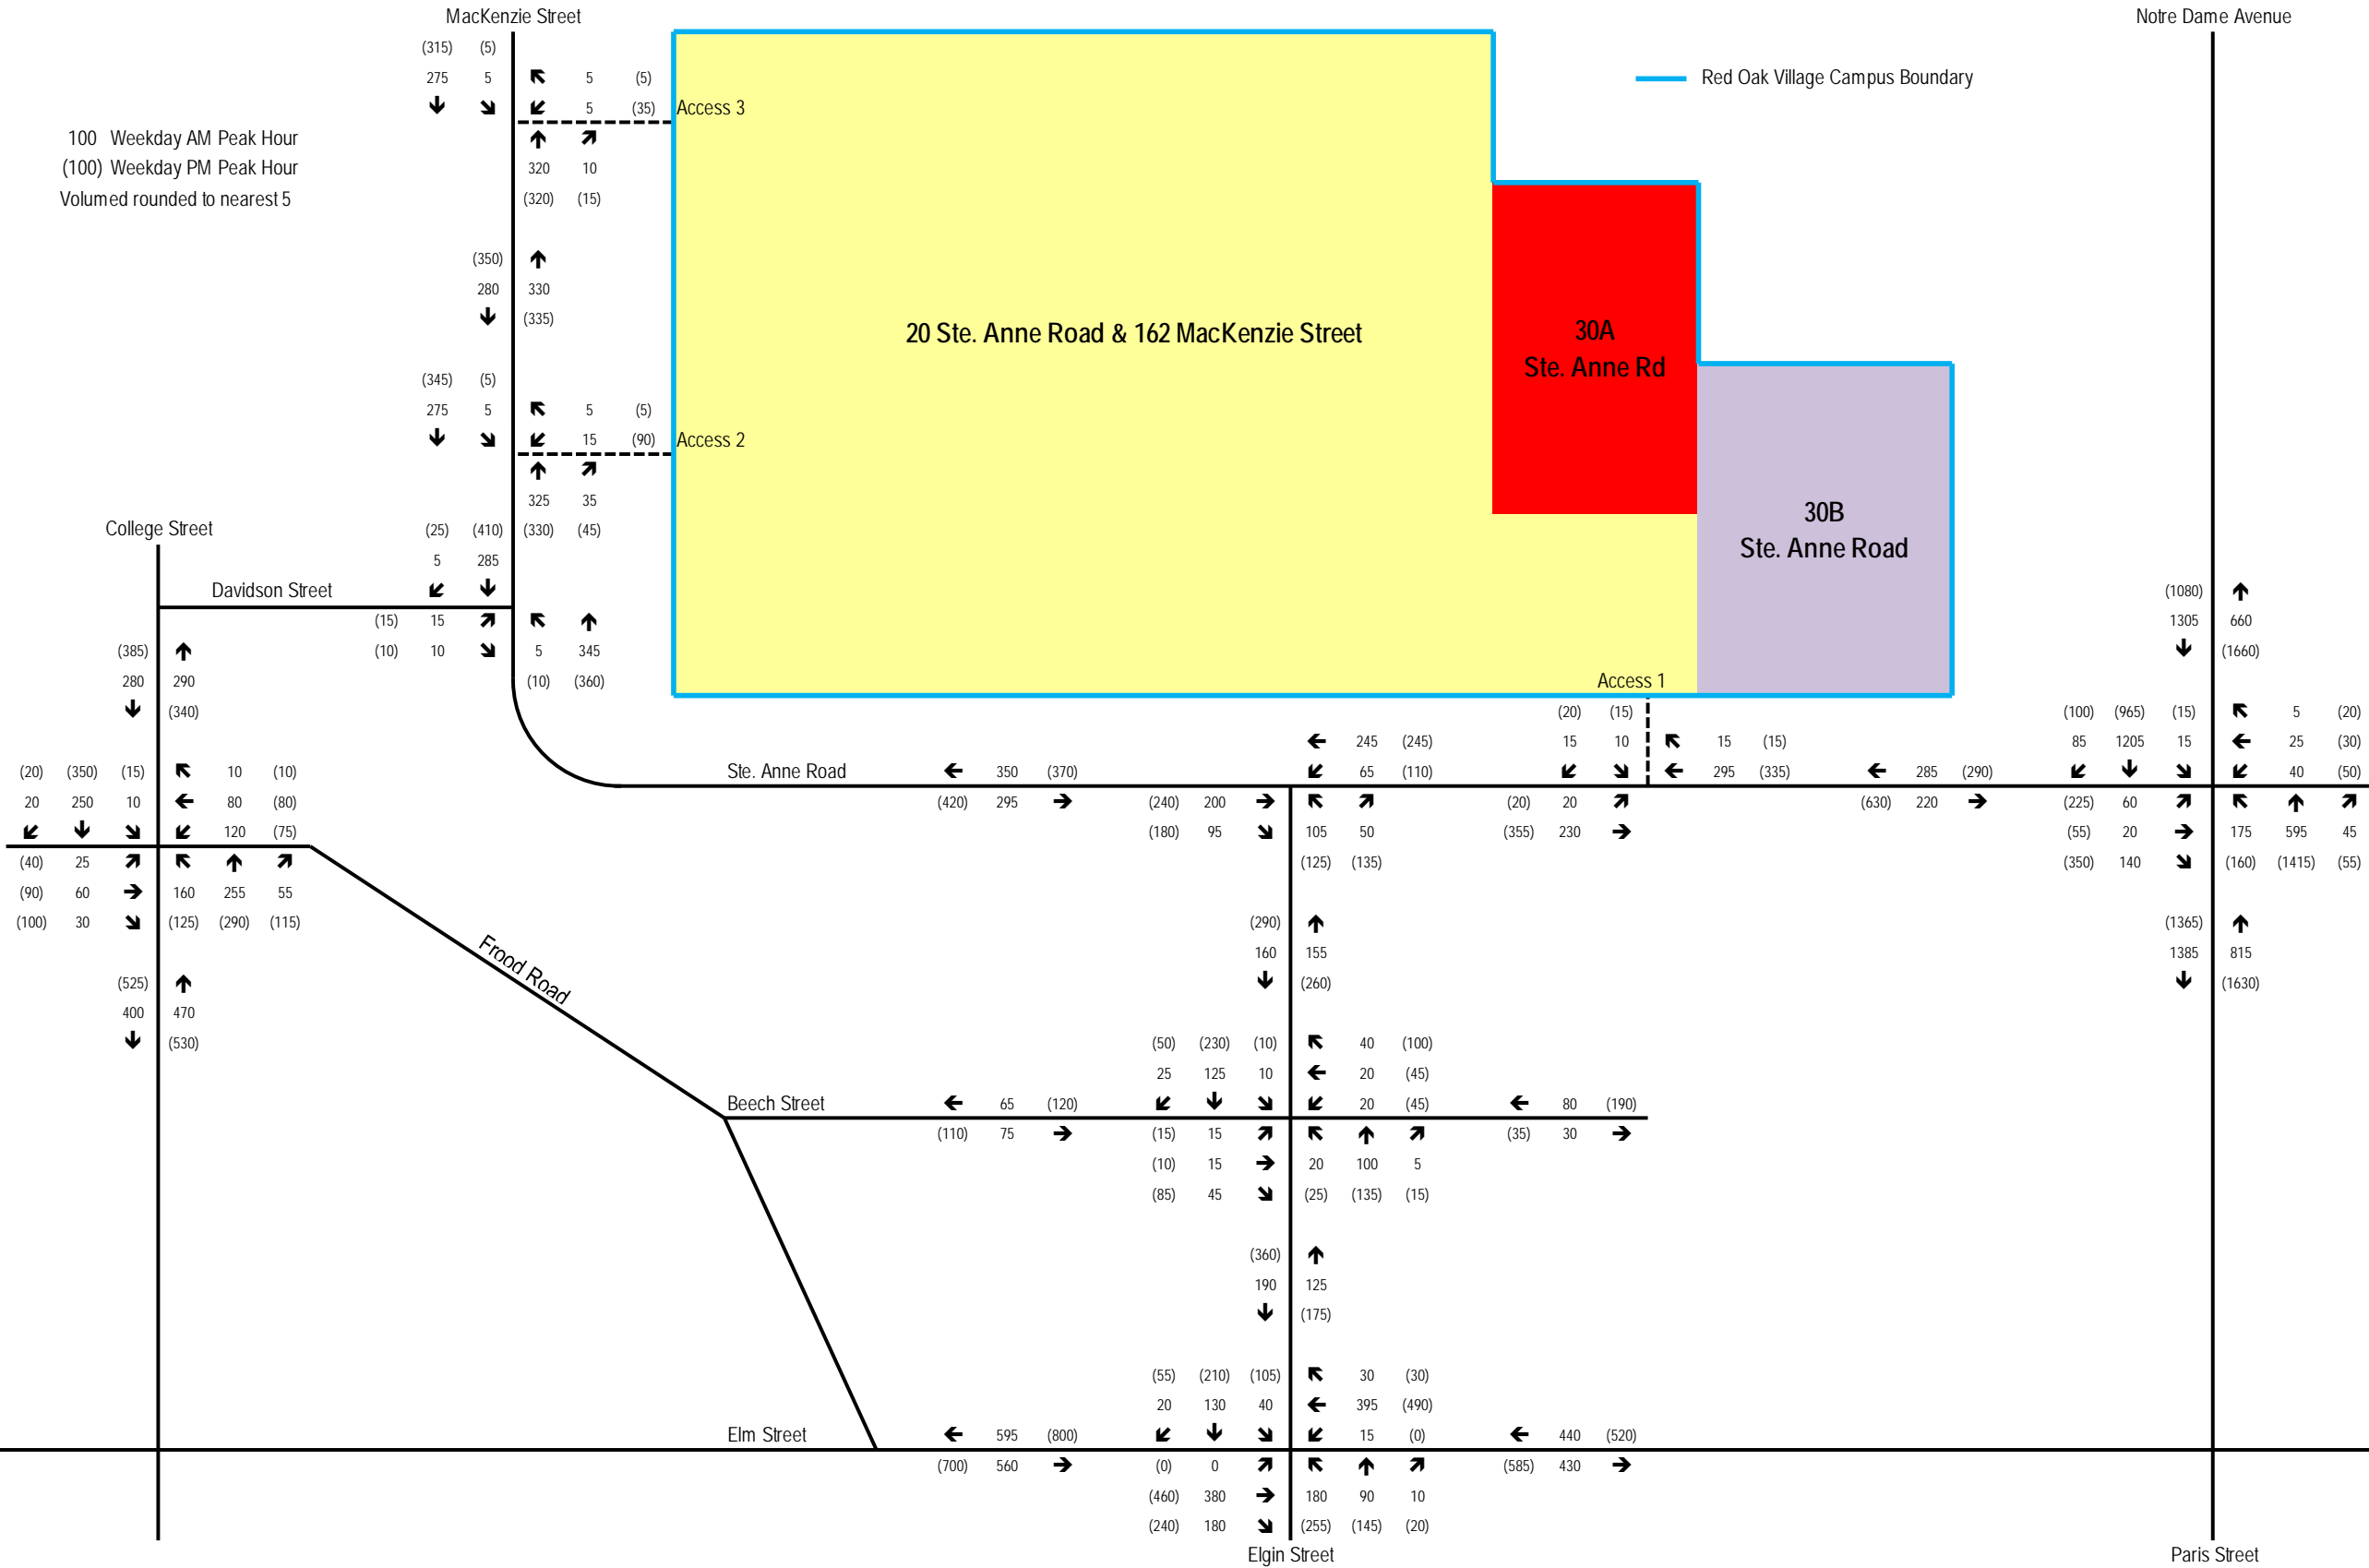 MacKenzie Street
Notre Dame Avenue
(315) (5)
275 5 5 (5)
Red Oak Village Campus Boundary
5 (35) Access 3
100 Weekday AM Peak Hour
(100) Weekday PM Peak Hour
320 10
Volumed rounded to nearest 5
(320) (15)
(350)
280 330
(335)
20 Ste. Anne Road & 162 MacKenzie Street
30A
Ste. Anne Rd
(345) (5)
275 5 5 (5)
15 (90) Access 2
325 35
30B
Ste. Anne Road
College Street
(25) (410) (330) (45)
5 285
Davidson Street
(1080)
(15) 15
1305 660
(385) (10) 10 5 345
(1660)
280 290 (10) (360)
Access 1
(340)
(20) (15)
(100) (965) (15) 5 (20)
245 (245) 15 10 15 (15)
85 1205 15 25 (30)
(20) (350) (15) 10 (10)
Ste. Anne Road 350 (370) 65 (110) 295 (335) 285 (290) 40 (50)
20 250 10 80 (80)
(420) 295 (240) 200 (20) 20 (630) 220 (225) 60
120 (75)
(180) 95 105 50 (355) 230 (55) 20 175 595 45
(40) 25
(125) (135) (350) 140 (160) (1415) (55)
(90) 60 160 255 55
(100) 30 (125) (290) (115)
(290) (1365)
Frood Road
160 155 1385 815
(525)
(260) (1630)
400 470
(530)
(50) (230) (10) 40 (100)
25 125 10 20 (45)
Beech Street 65 (120) 20 (45) 80 (190)
(110) 75 (15) 15 (35) 30
(10) 15 20 100 5
(85) 45 (25) (135) (15)
(360)
190 125
(175)
(55) (210) (105) 30 (30)
20 130 40 395 (490)
Elm Street 595 (800) 15 (0) 440 (520)
(700) 560 (0) 0 (585) 430
(460) 380 180 90 10
(240) 180 (255) (145) (20)
Elgin Street
Paris Street